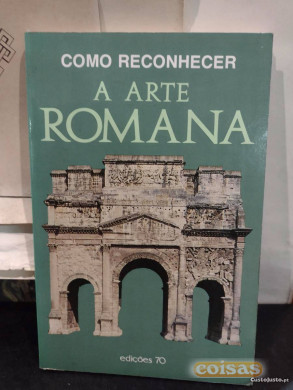 COMO RECONHECER
A ARTE
ROMANA
edições 70
coisas
CustoJusto.pt